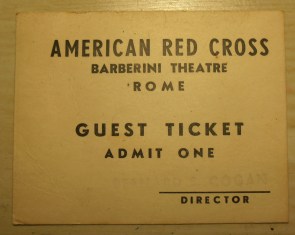 AMERICAN RED CROSS
BARBERINI THEATRE
ROME
GUEST TICKET
ADMIT ONE
DIRECTOR